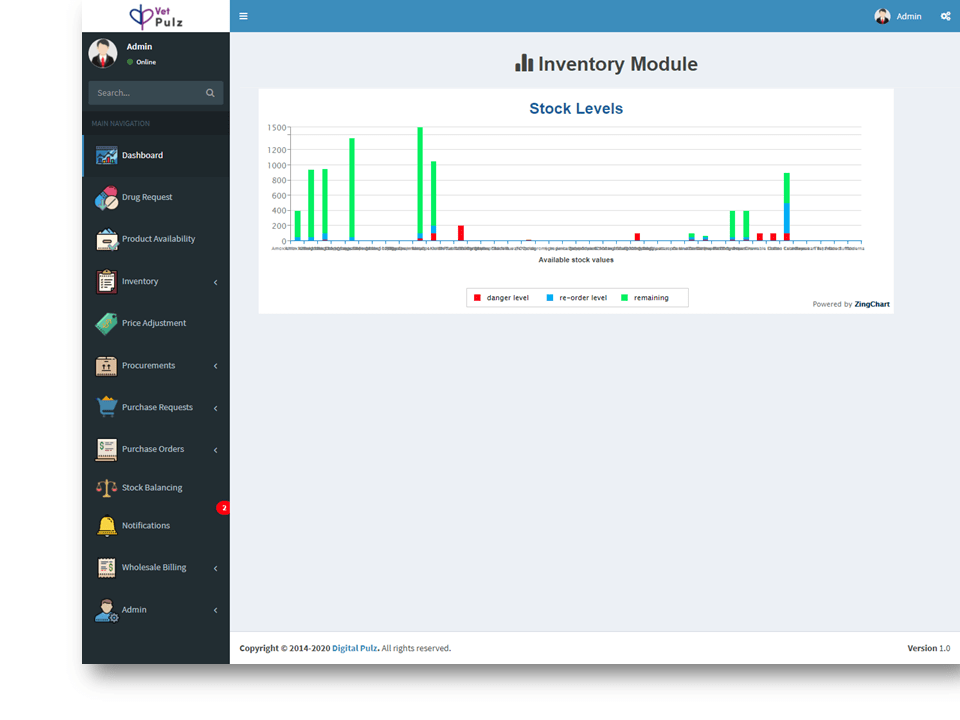 Vet
Pulz
Admin
Admin
Online
Search...
MAIN NAVIGATION
Dashboard
Drug Request
Product Availability
Inventory
Price Adjustment
Procurements
Purchase Requests
Purchase Orders
Stock Balancing
2
Notifications
Wholesale Billing
Admin
Inventory Module
Stock Levels
1500
1200
1000
800
600
400
200
0
Available stock values
danger level re-order level remaining
Powered by ZingChart
Copyright © 2014-2020 Digital Pulz. All rights reserved.
Version 1.0